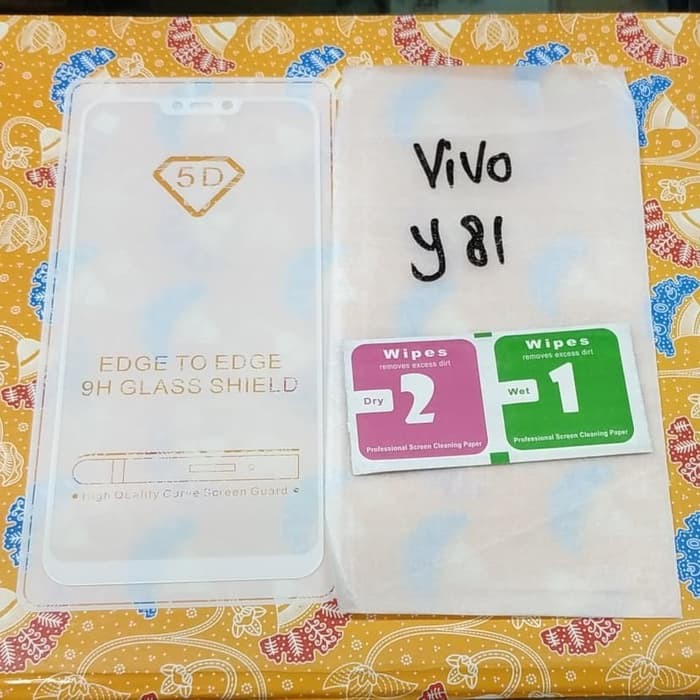 5D
EDGE TO EDGE
9H GLASS SHIELD
High Quality Curve Screen Guard
Vivo
y 81
Wipes
removes excess dirt
Dry
2
Professional Screen Cleaning Paper
Wipes
removes excess dirt
Wet
1
Professional Screen Cleaning Paper